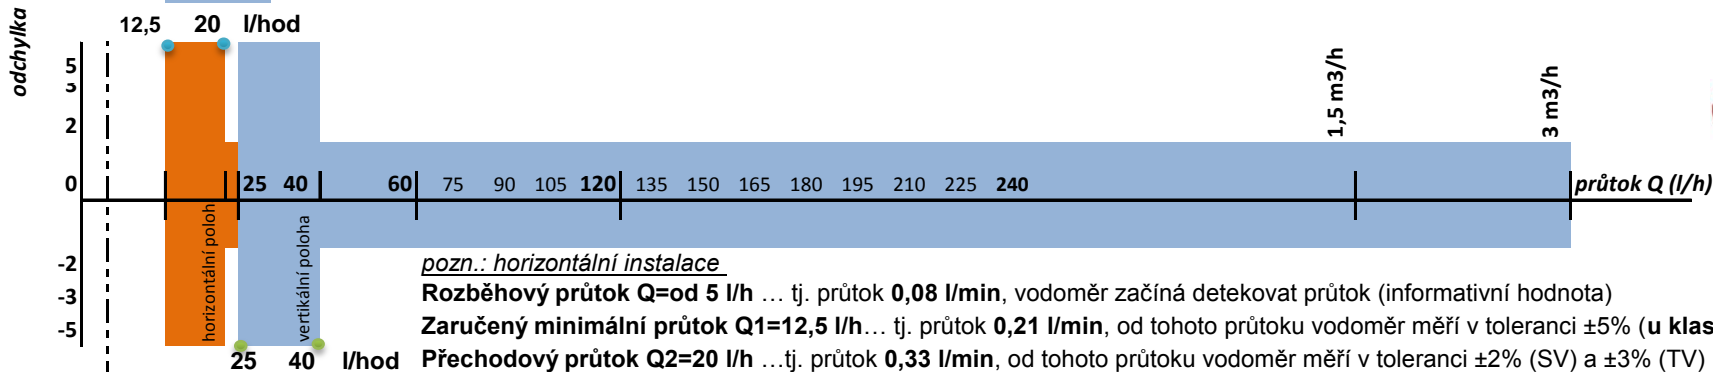 odchylka
12,5 20 l/hod
5
3
2
0
-2
-3
-5
1,5 m3/h
3 m3/h
25 40 60 75 90 105 120 135 150 165 180 195 210 225 240
průtok Q (l/h)
horizontální poloh
vertikální poloha
pozn.: horizontální instalace
Rozběhový průtok Q=od 5 l/h … tj. průtok 0,08 l/min, vodoměr začíná detekovat průtok (informativní hodnota)
Zaručený minimální průtok Q1=12,5 l/h… tj. průtok 0,21 l/min, od tohoto průtoku vodoměr měří v toleranci ±5% (u klas
25 40 l/hod
Přechodový průtok Q2=20 l/h …tj. průtok 0,33 l/min, od tohoto průtoku vodoměr měří v toleranci ±2% (SV) a ±3% (TV)